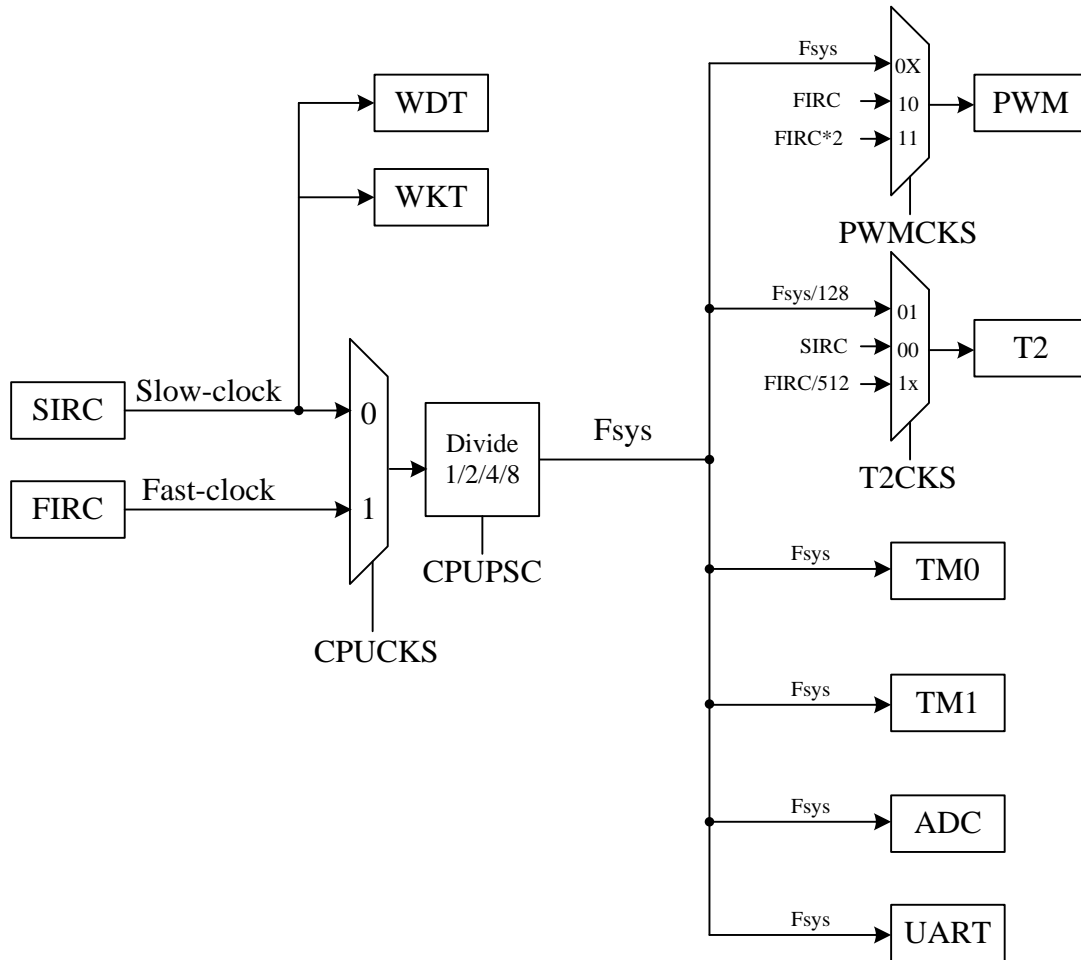 Fsys
0X
FIRC
10
FIRC*2
11
PWM
PWMCKS
WDT
WKT
Fsys/128
01
SIRC
00
FIRC/512
1x
T2
T2CKS
SIRC
Slow-clock
0
FIRC
Fast-clock
1
CPUCKS
Divide
1/2/4/8
CPUPSC
Fsys
Fsys
TM0
Fsys
TM1
Fsys
ADC
Fsys
UART